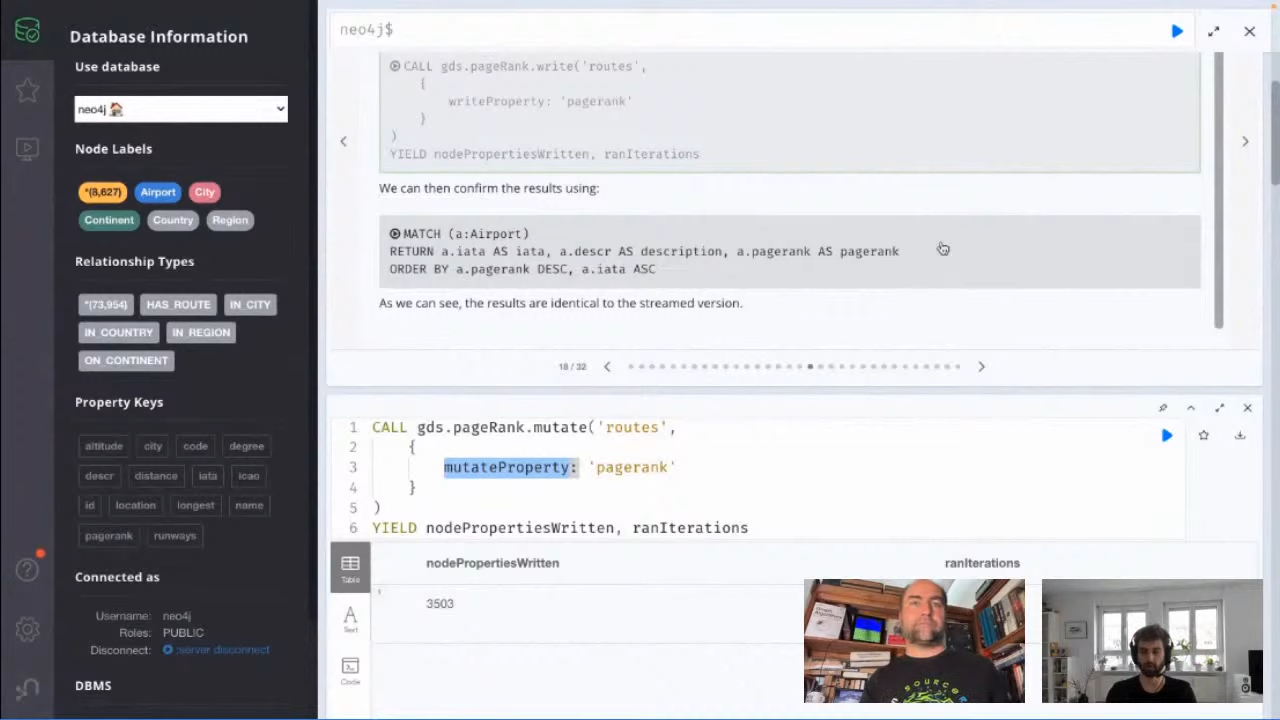 Database Information
Use database
neo4j
Node Labels
*(8,627)
Airport
City
Continent
Country
Region
Relationship Types
*(73,954)
HAS_ROUTE
IN_CITY
IN_COUNTRY
IN_REGION
ON_CONTINENT
Property Keys
altitude
city
code
degree
descr
distance
iata
icao
id
location
longest
name
pagerank
runways
Connected as
Username: neo4j
Roles: PUBLIC
Disconnect: :server disconnect
DBMS
neo4j$
CALL gds.pageRank.write('routes',
{
writeProperty: 'pagerank'
}
)
YIELD nodePropertiesWritten, ranIterations
We can then confirm the results using:
MATCH (a:Airport)
RETURN a.iata AS iata, a.descr AS description, a.pagerank AS pagerank
ORDER BY a.pagerank DESC, a.iata ASC
As we can see, the results are identical to the streamed version.
18 / 32
1 CALL gds.pageRank.mutate('routes',
2 {
3 mutateProperty: 'pagerank'
4 }
5 )
6 YIELD nodePropertiesWritten, ranIterations
Table
Text
Code
nodePropertiesWritten
ranIterations
3503